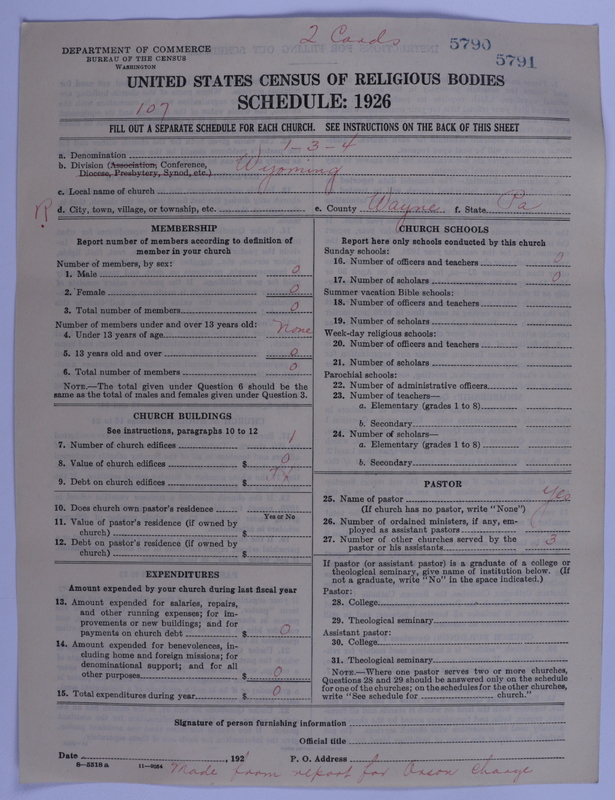 2 Cards
5790
5791
DEPARTMENT OF COMMERCE
BUREAU OF THE CENSUS
WASHINGTON
UNITED STATES CENSUS OF RELIGIOUS BODIES
SCHEDULE: 1926
107
FILL OUT A SEPARATE SCHEDULE FOR EACH CHURCH. SEE INSTRUCTIONS ON THE BACK OF THIS SHEET
a. Denomination 1-3-4
b. Division (Association, Conference, Wyoming
Diocese, Presbytery, Synod, etc.)
c. Local name of church
R
d. City, town, village, or township, etc. e. County Wayne f. State Pa
MEMBERSHIP
Report number of members according to definition of
member in your church
Number of members, by sex:
1. Male 0
2. Female 0
3. Total number of members 0
Number of members under and over 13 years old:
4. Under 13 years of age None
5. 13 years old and over 0
6. Total number of members 0
NOTE.—The total given under Question 6 should be the
same as the total of males and females given under Question 3.
CHURCH BUILDINGS
See instructions, paragraphs 10 to 12
7. Number of church edifices 1
8. Value of church edifices $ 0
9. Debt on church edifices $
10. Does church own pastor's residence
Yes or No
11. Value of pastor's residence (if owned by
church) $
12. Debt on pastor's residence (if owned by
church) $
EXPENDITURES
Amount expended by your church during last fiscal year
13. Amount expended for salaries, repairs,
and other running expenses; for im-
provements or new buildings; and for
payments on church debt $ 0
14. Amount expended for benevolences, in-
cluding home and foreign missions; for
denominational support; and for all
other purposes $ 0
15. Total expenditures during year $ 0
CHURCH SCHOOLS
Report here only schools conducted by this church
Sunday schools:
16. Number of officers and teachers 0
17. Number of scholars 0
Summer vacation Bible schools:
18. Number of officers and teachers
19. Number of scholars
Week-day religious schools:
20. Number of officers and teachers
21. Number of scholars
Parochial schools:
22. Number of administrative officers
23. Number of teachers—
a. Elementary (grades 1 to 8)
b. Secondary
24. Number of scholars—
a. Elementary (grades 1 to 8)
b. Secondary
PASTOR
25. Name of pastor Yes
(If church has no pastor, write "None")
26. Number of ordained ministers, if any, em-
ployed as assistant pastors
27. Number of other churches served by the
pastor or his assistants 3
If pastor (or assistant pastor) is a graduate of a college or
theological seminary, give name of institution below. (If
not a graduate, write "No" in the space indicated.)
Pastor:
28. College
29. Theological seminary
Assistant pastor:
30. College
31. Theological seminary
NOTE.—Where one pastor serves two or more churches,
Questions 28 and 29 should be answered only on the schedule
for one of the churches; on the schedules for the other churches,
write "See schedule for church."
Signature of person furnishing information
Official title
Date , 192 P. O. Address
8—5518 a 11—9264 Made from report for Orson Charge